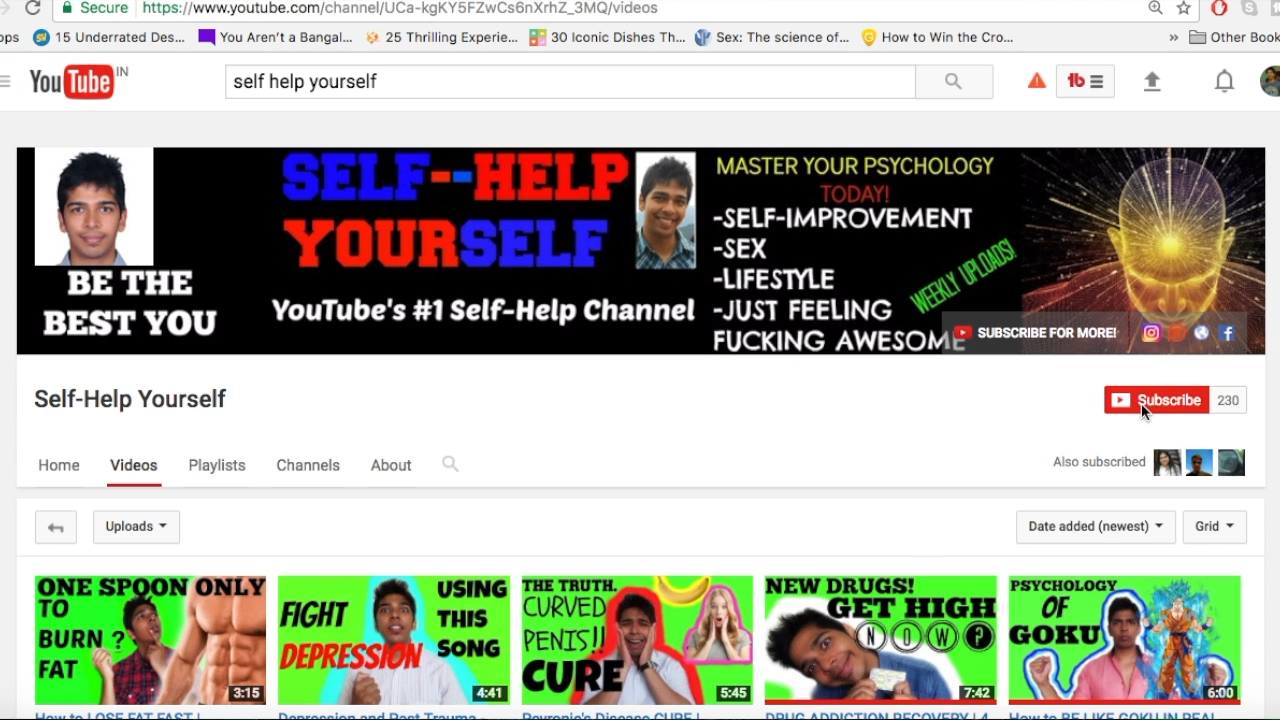 Secure https://www.youtube.com/channel/UCa-kgKY5FZwCs6nXrhZ_3MQ/videos
15 Underrated Des... You Aren't a Bangal... 25 Thrilling Experie... 30 Iconic Dishes Th... Sex: The science of... How to Win the Cro... » Other Book
YouTube IN
self help yourself
BE THE
BEST YOU
SELF--HELP
YOURSELF
YouTube's #1 Self-Help Channel
MASTER YOUR PSYCHOLOGY
TODAY!
-SELF-IMPROVEMENT
-SEX
-LIFESTYLE
-JUST FEELING
FUCKING AWESOME
WEEKLY UPLOADS!
SUBSCRIBE FOR MORE!
Self-Help Yourself
Subscribe 230
Home Videos Playlists Channels About
Also subscribed
Uploads
Date added (newest) Grid
ONE SPOON ONLY
TO
BURN ?
FAT
3:15
FIGHT
DEPRESSION
USING
THIS
SONG
4:41
THE TRUTH.
CURVED
PENIS!!
CURE
5:45
NEW DRUGS!
GET HIGH
NOW?
7:42
PSYCHOLOGY
OF
GOKU
6:00
How to LOSE FAT FAST |
Depression and Past Trauma -
Peyronie's Disease CURE |
DRUG ADDICTION RECOVERY | 4
How to BE LIKE GOKU IN REAL